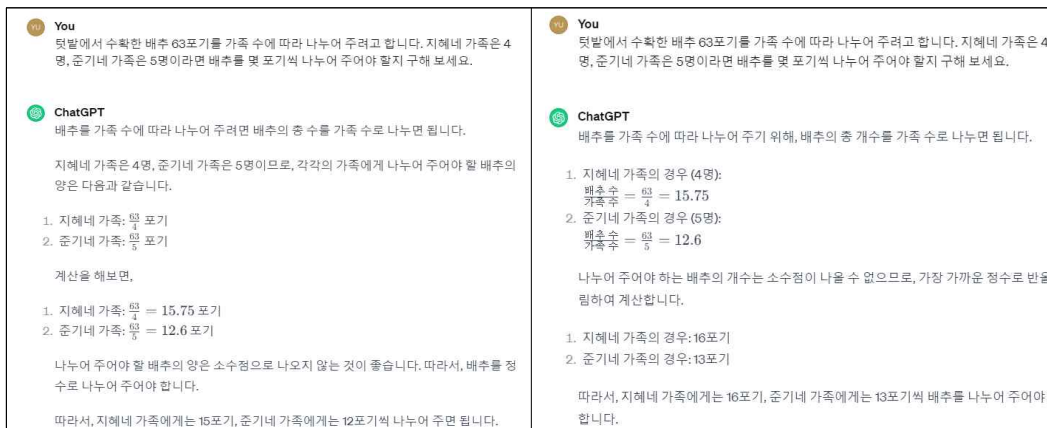 YU You
텃밭에서 수확한 배추 63포기를 가족 수에 따라 나누어 주려고 합니다. 지혜네 가족은 4
명, 준기네 가족은 5명이라면 배추를 몇 포기씩 나누어 주어야 할지 구해 보세요.
ChatGPT
배추를 가족 수에 따라 나누어 주려면 배추의 총 수를 가족 수로 나누면 됩니다.
지혜네 가족은 4명, 준기네 가족은 5명이므로, 각각의 가족에게 나누어 주어야 할 배추의
양은 다음과 같습니다.
1. 지혜네 가족: 63/4 포기
2. 준기네 가족: 63/5 포기
계산을 해보면,
1. 지혜네 가족: 63/4 = 15.75 포기
2. 준기네 가족: 63/5 = 12.6 포기
나누어 주어야 할 배추의 양은 소수점으로 나오지 않는 것이 좋습니다. 따라서, 배추를 정
수로 나누어 주어야 합니다.
따라서, 지혜네 가족에게는 15포기, 준기네 가족에게는 12포기씩 나누어 주면 됩니다.
YU You
텃밭에서 수확한 배추 63포기를 가족 수에 따라 나누어 주려고 합니다. 지혜네 가족은 4
명, 준기네 가족은 5명이라면 배추를 몇 포기씩 나누어 주어야 할지 구해 보세요.
ChatGPT
배추를 가족 수에 따라 나누어 주기 위해, 배추의 총 개수를 가족 수로 나누면 됩니다.
1. 지혜네 가족의 경우 (4명):
배추 수/가족 수 = 63/4 = 15.75
2. 준기네 가족의 경우 (5명):
배추 수/가족 수 = 63/5 = 12.6
나누어 주어야 하는 배추의 개수는 소수점이 나올 수 없으므로, 가장 가까운 정수로 반올
림하여 계산합니다.
1. 지혜네 가족의 경우: 16포기
2. 준기네 가족의 경우: 13포기
따라서, 지혜네 가족에게는 16포기, 준기네 가족에게는 13포기씩 배추를 나누어 주어야
합니다.